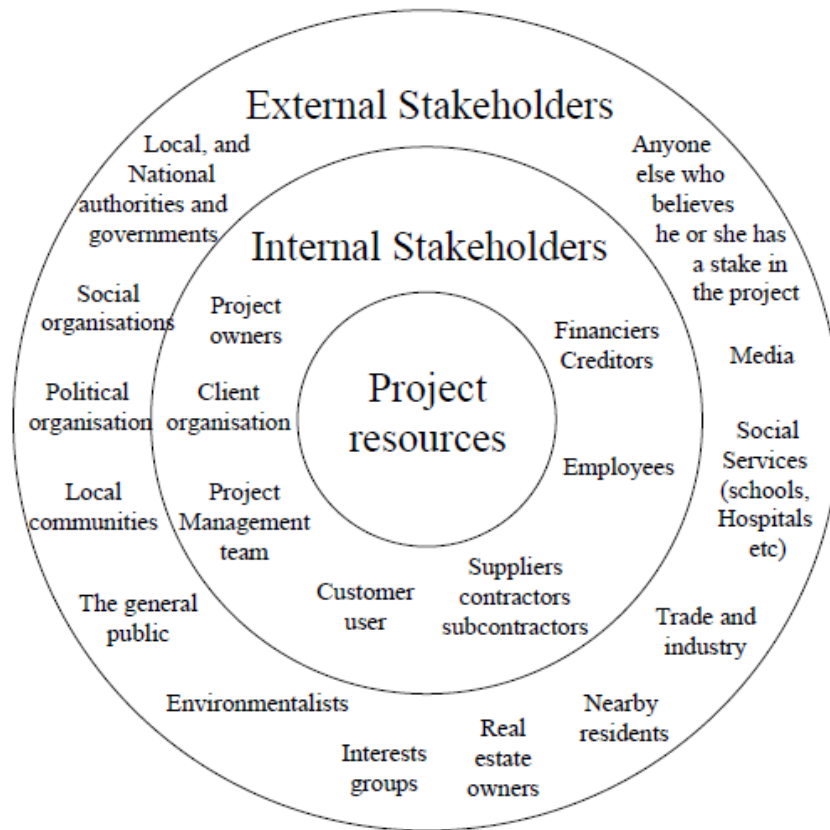 External Stakeholders
Local, and
National
authorities and
governments
Anyone
else who
believes
he or she has
a stake in
the project
Internal Stakeholders
Social
organisations
Project
owners
Financiers
Creditors
Media
Project
resources
Political
organisation
Client
organisation
Social
Services
(schools,
Hospitals
etc)
Employees
Local
communities
Project
Management
team
Customer
user
Suppliers
contractors
subcontractors
The general
public
Trade and
industry
Environmentalists
Nearby
residents
Interests
groups
Real
estate
owners